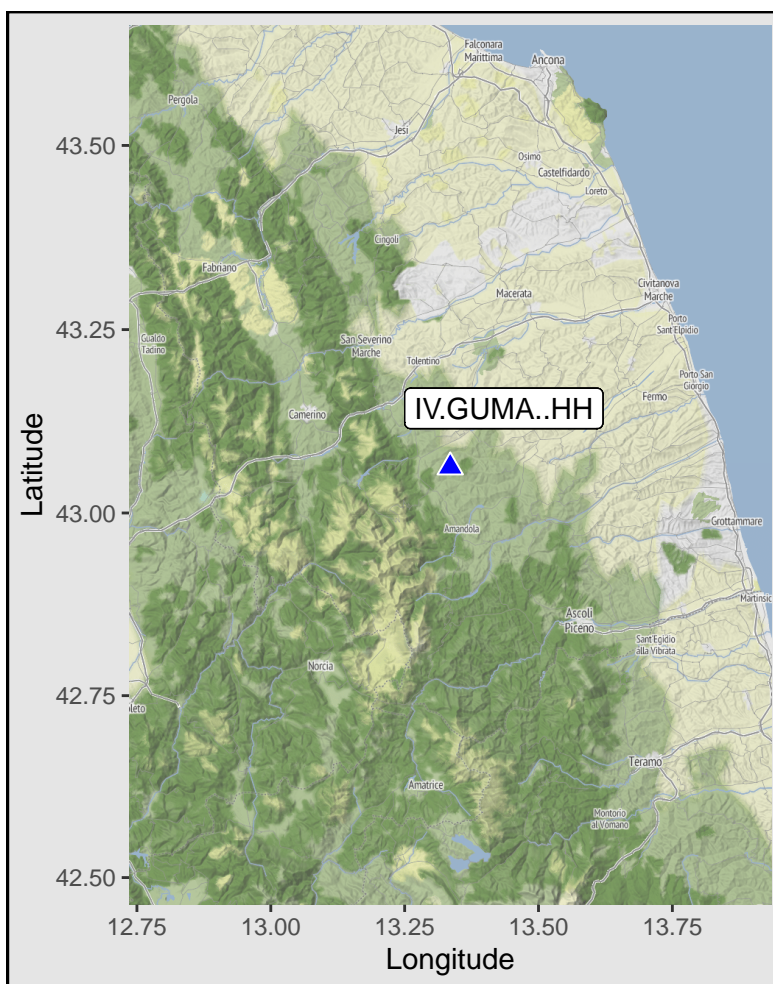 Falconara
Marittima
Ancona
Pergola
Jesi
43.50
Osimo
Castelfidardo
Loreto
Cingoli
Fabriano
Civitanova
Marche
Macerata
43.25
Porto
Sant'Elpidio
Gualdo
Tadino
San Severino
Marche
Tolentino
Porto San
Giorgio
Fermo
Camerino
IV.GUMA..HH
Latitude
43.00
Amandola
Grottammare
Martinsic
Ascoli
Piceno
Sant'Egidio
alla Vibrata
Norcia
42.75
oleto
Teramo
Amatrice
Montorio
al Vomano
42.50
12.75 13.00 13.25 13.50 13.75
Longitude